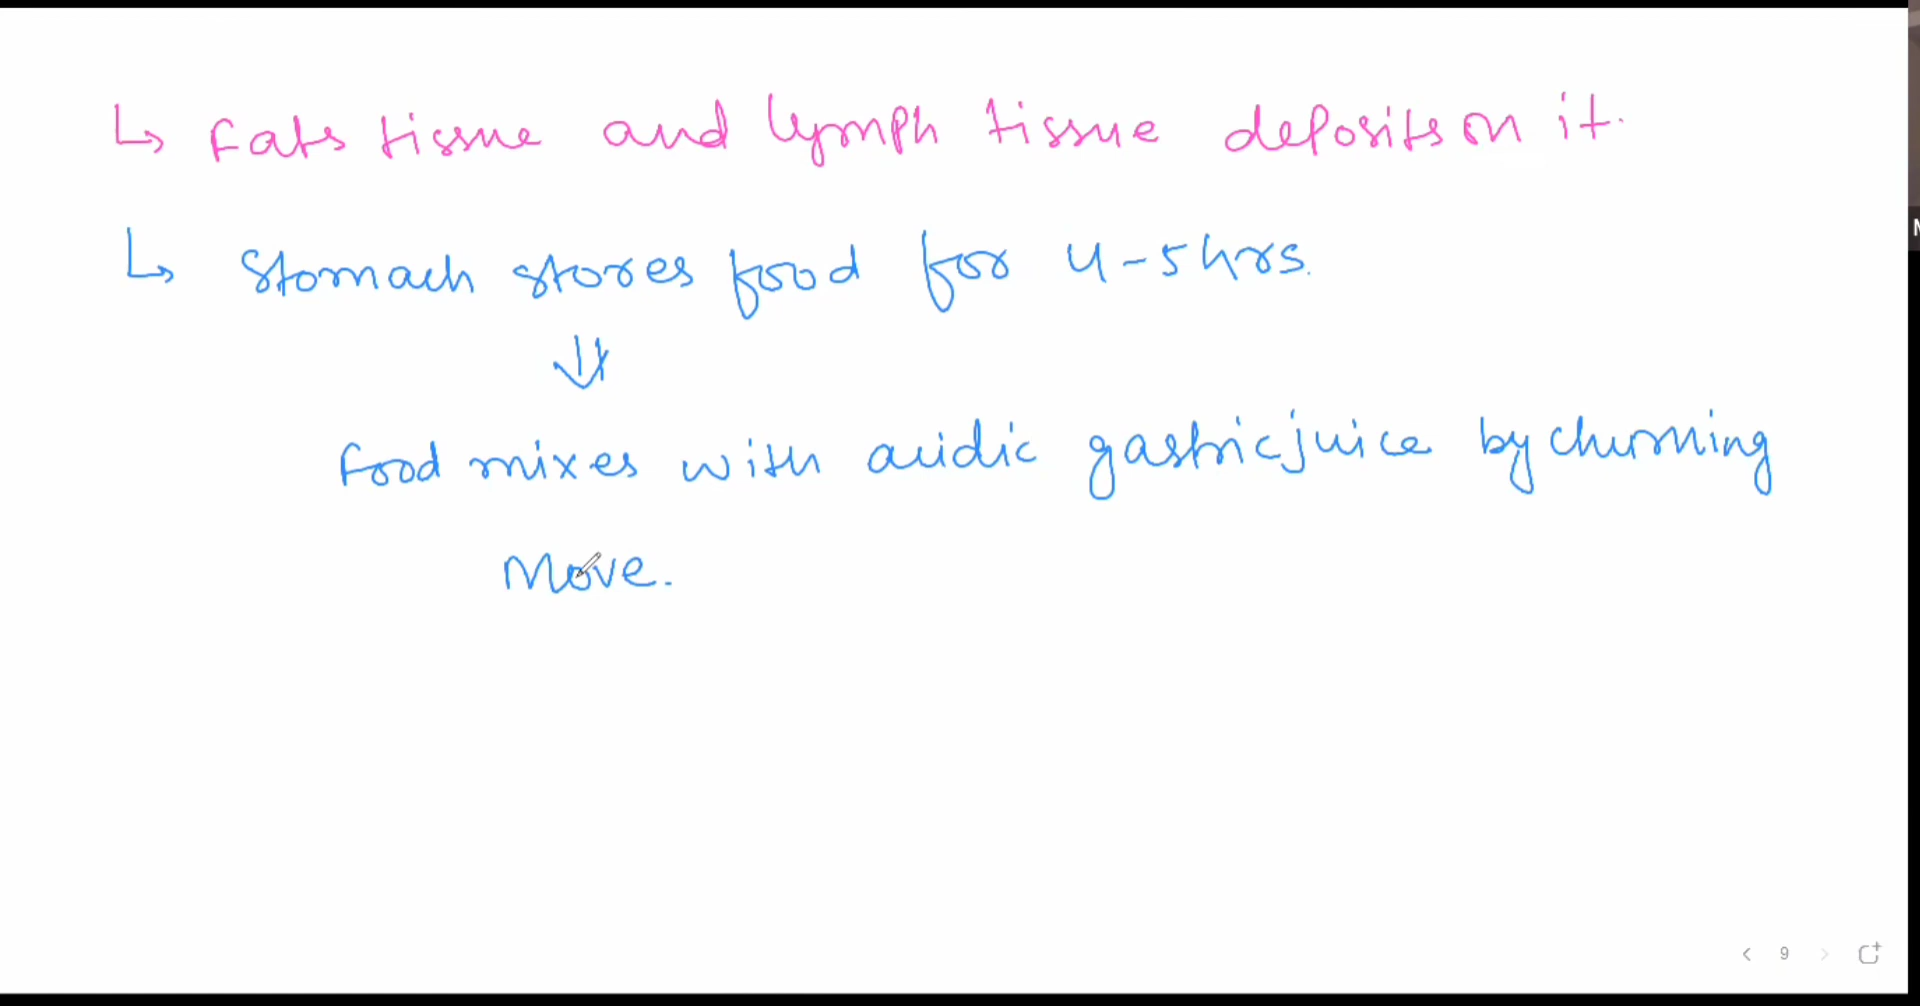 ↳ Fats tissue and lymph tissue deposits on it.
↳ Stomach stores food for 4-5 hrs.
Food mixes with acidic gastric juice by churning
Move.
9